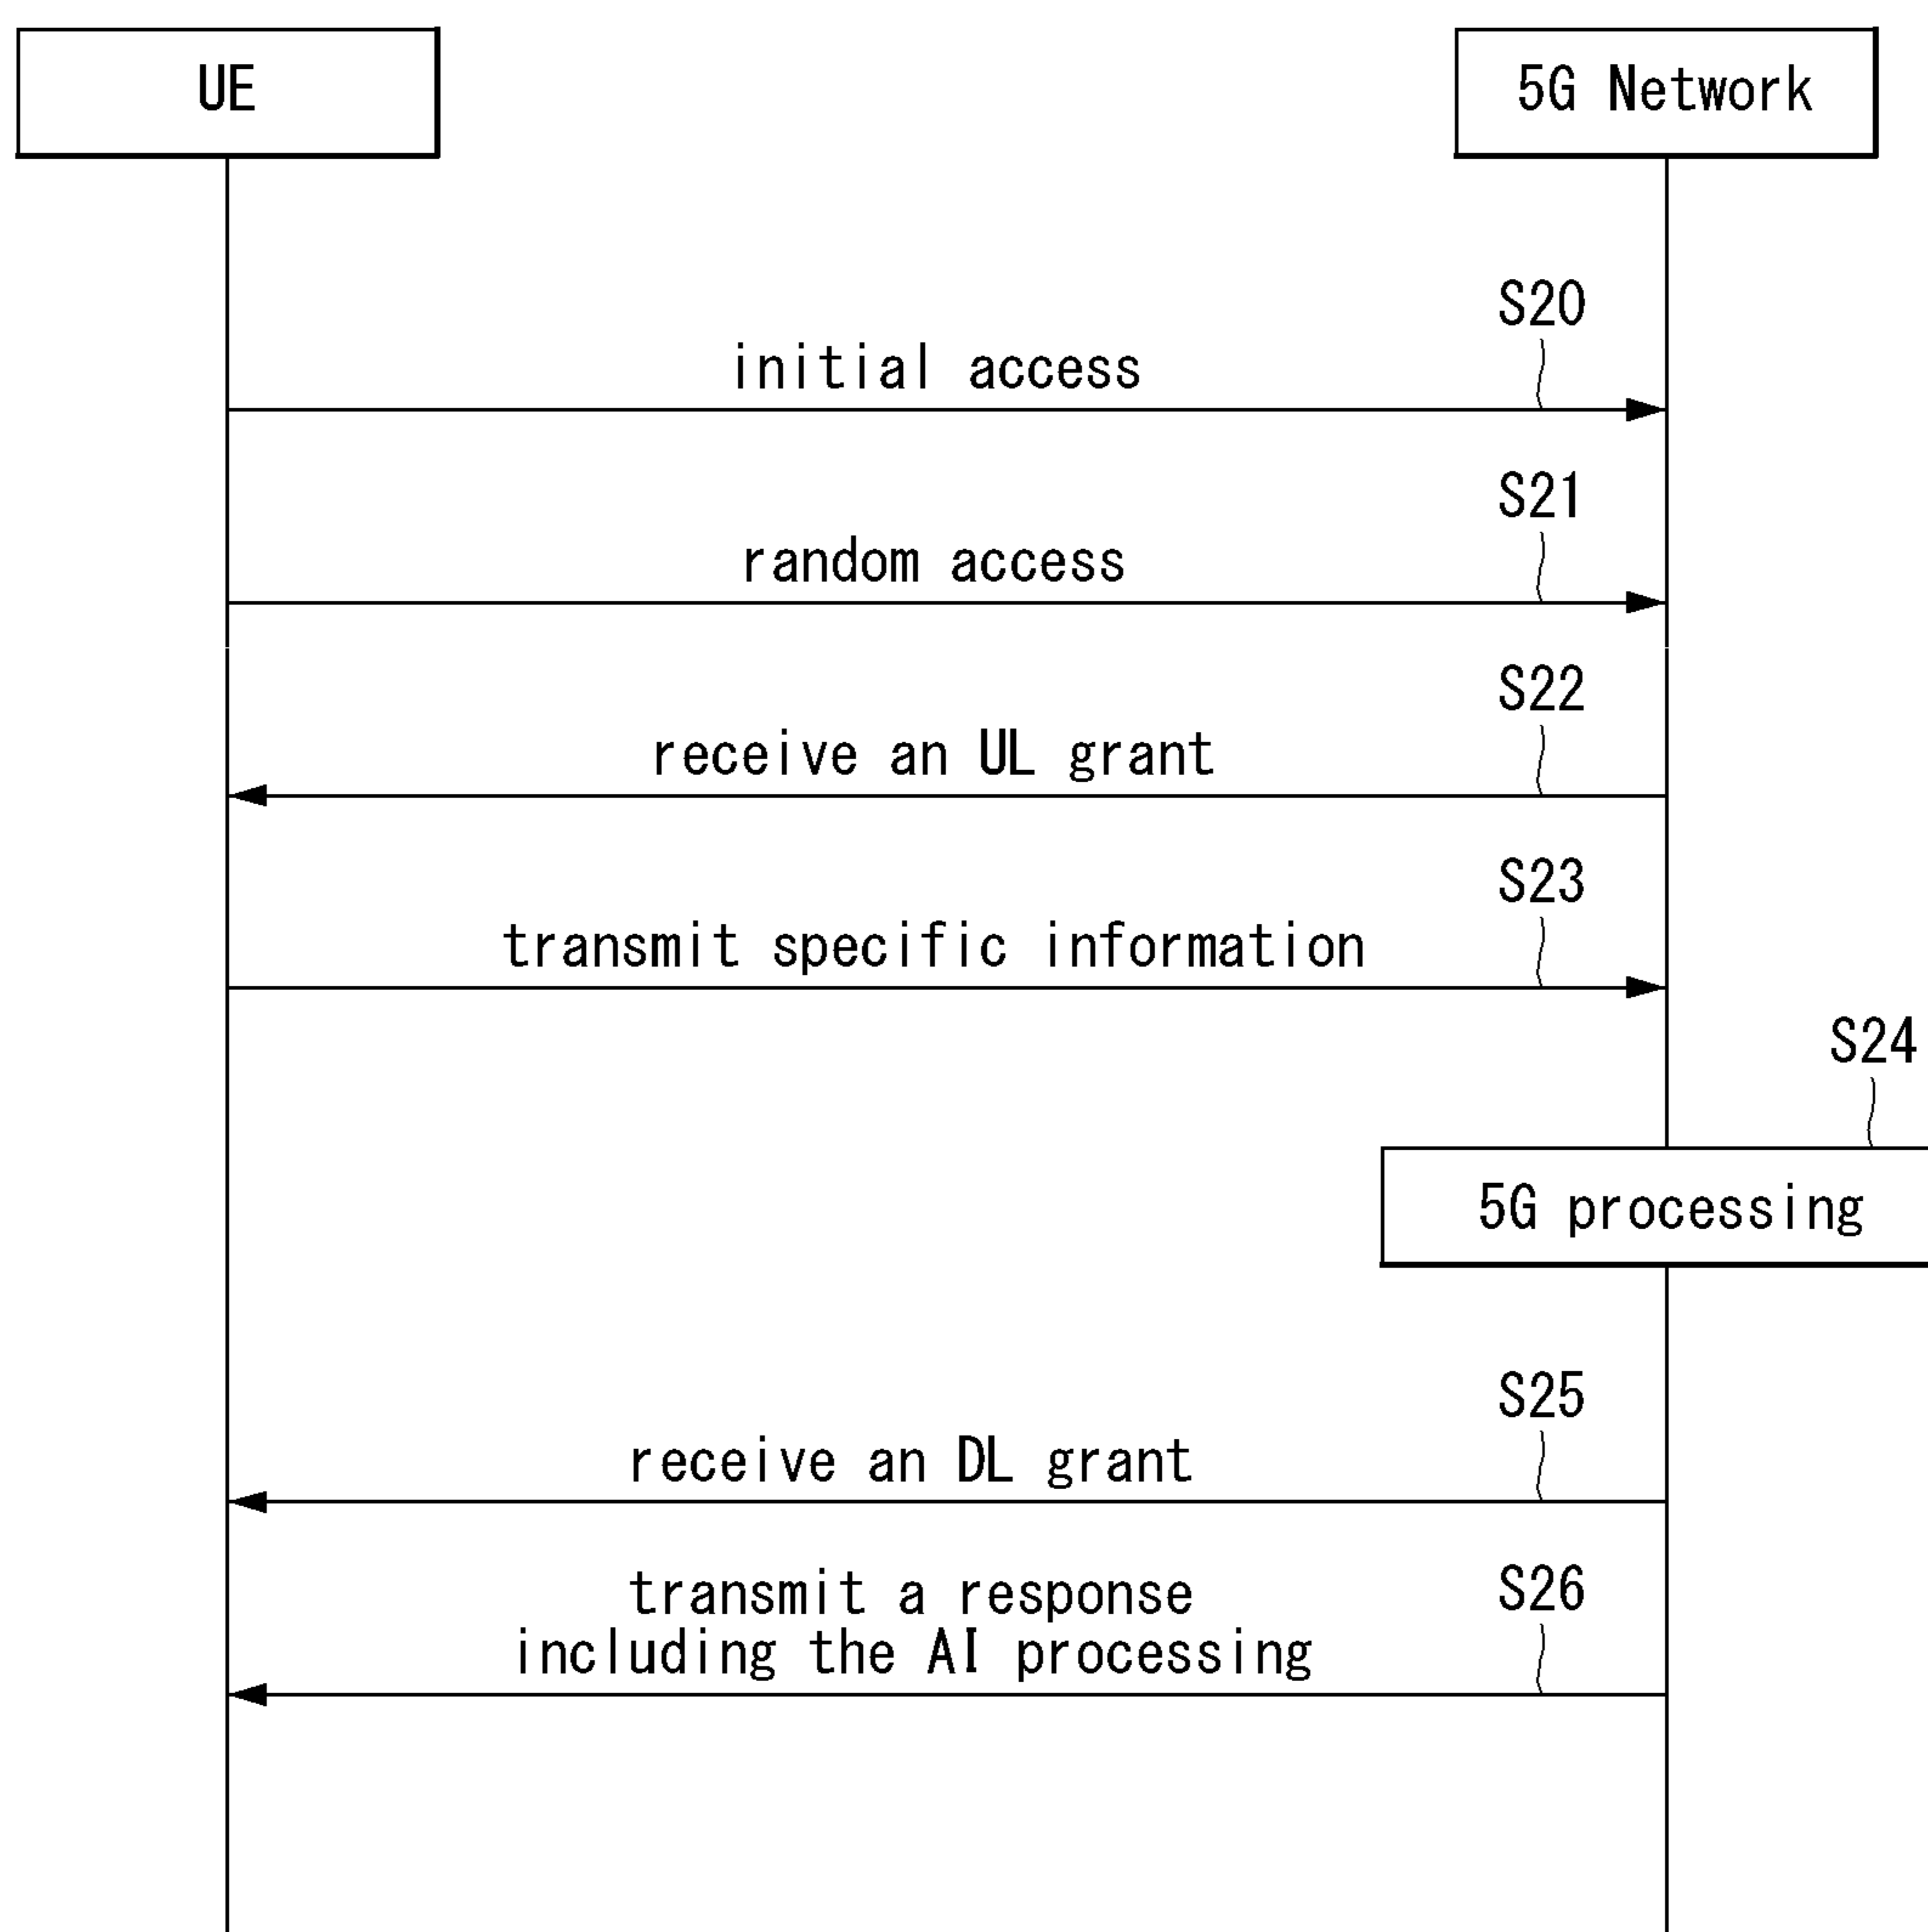 UE
5G Network
S20
initial access
S21
random access
S22
receive an UL grant
S23
transmit specific information
S24
5G processing
S25
receive an DL grant
S26
transmit a response
including the AI processing